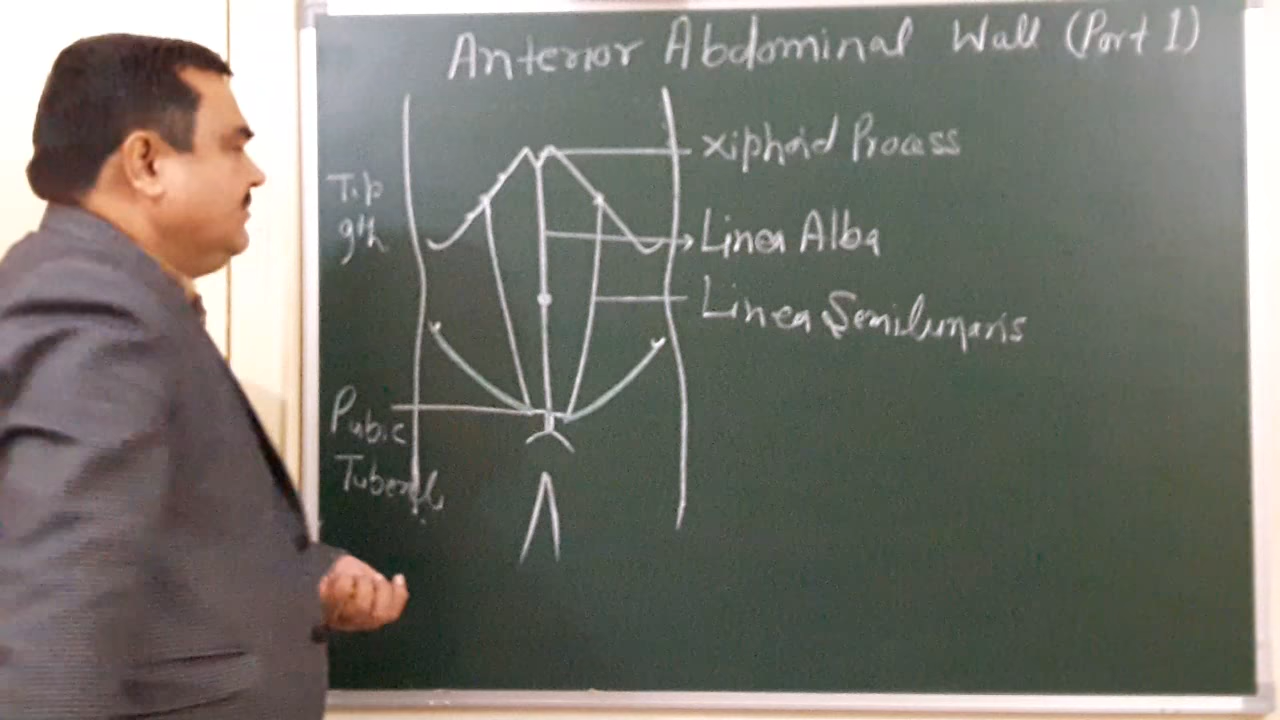 Anterior Abdominal Wall (Part 1)
Xiphoid Process
Tip
9th
Linea Alba
Linea Semilunaris
Pubic
Tubercle